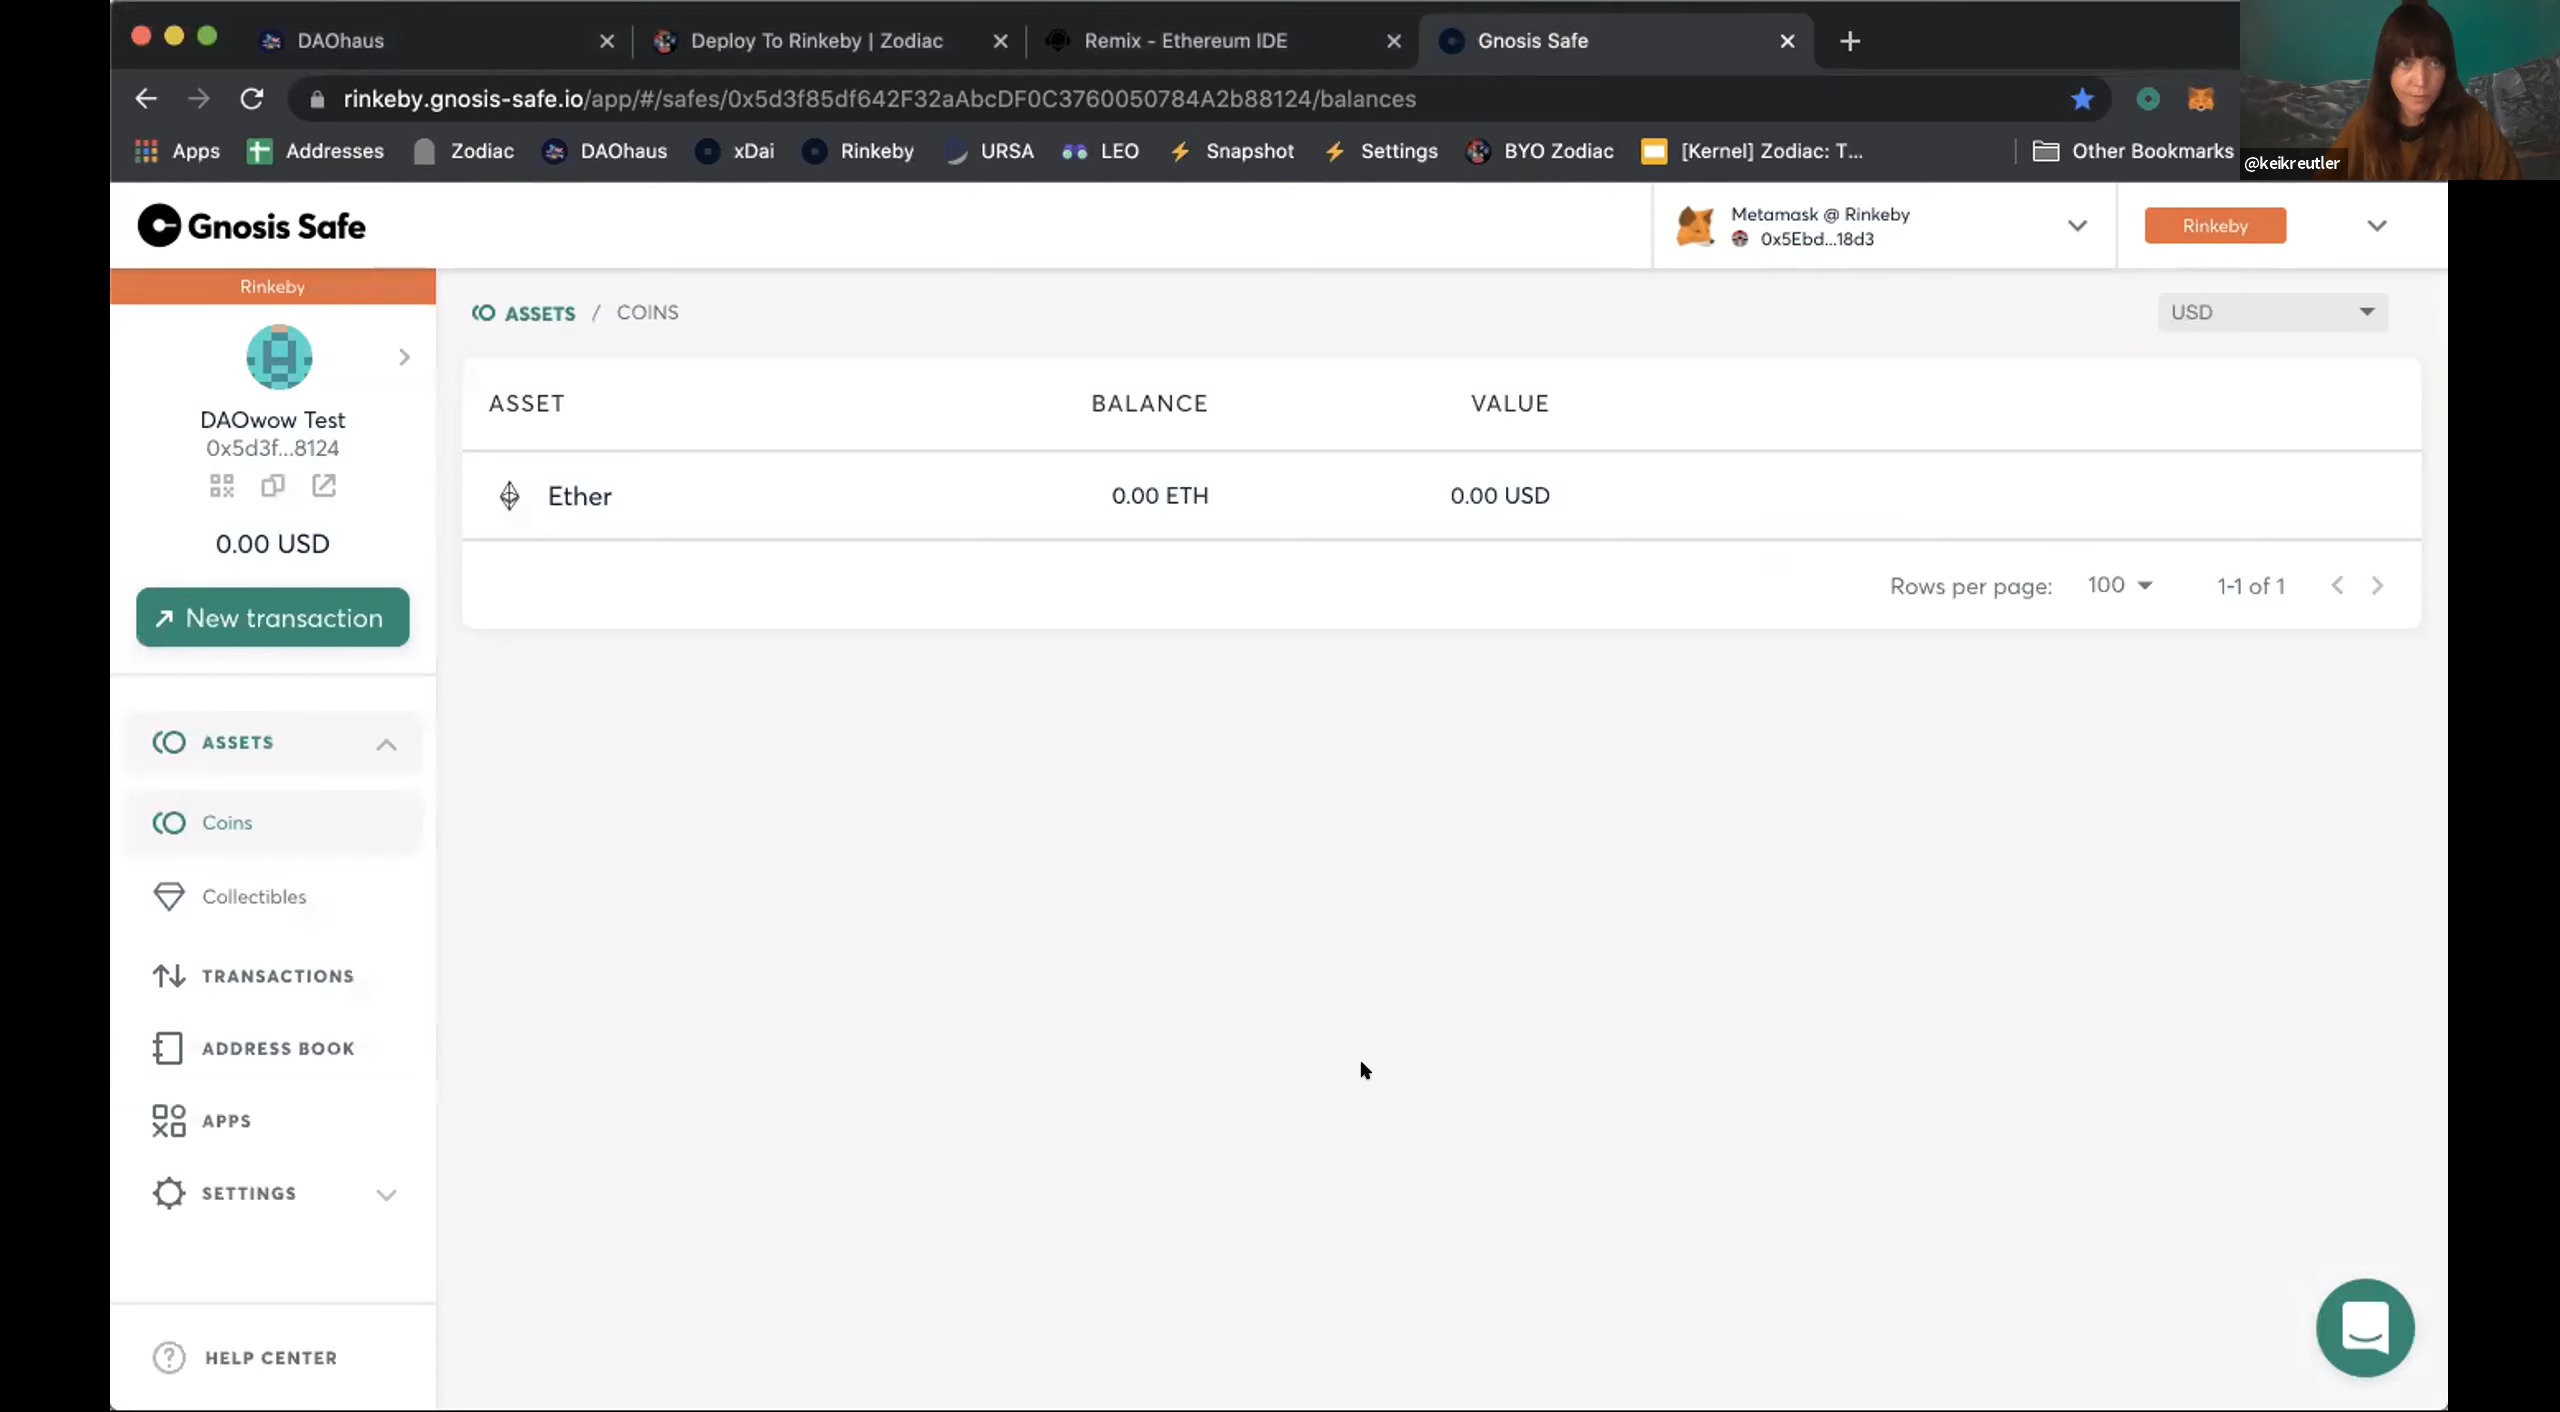 DAOhaus
Deploy To Rinkeby | Zodiac
Remix - Ethereum IDE
Gnosis Safe
rinkeby.gnosis-safe.io/app/#/safes/0x5d3f85df642F32aAbcDF0C3760050784A2b88124/balances
Apps
Addresses
Zodiac
DAOhaus
xDai
Rinkeby
URSA
LEO
Snapshot
Settings
BYO Zodiac
[Kernel] Zodiac: T...
Other Bookmarks
@keikreutler
Gnosis Safe
Metamask @ Rinkeby
0x5Ebd...18d3
Rinkeby
Rinkeby
ASSETS / COINS
USD
DAOwow Test
0x5d3f...8124
0.00 USD
New transaction
ASSET BALANCE VALUE
Ether 0.00 ETH 0.00 USD
Rows per page: 100 1-1 of 1
ASSETS
Coins
Collectibles
TRANSACTIONS
ADDRESS BOOK
APPS
SETTINGS
HELP CENTER